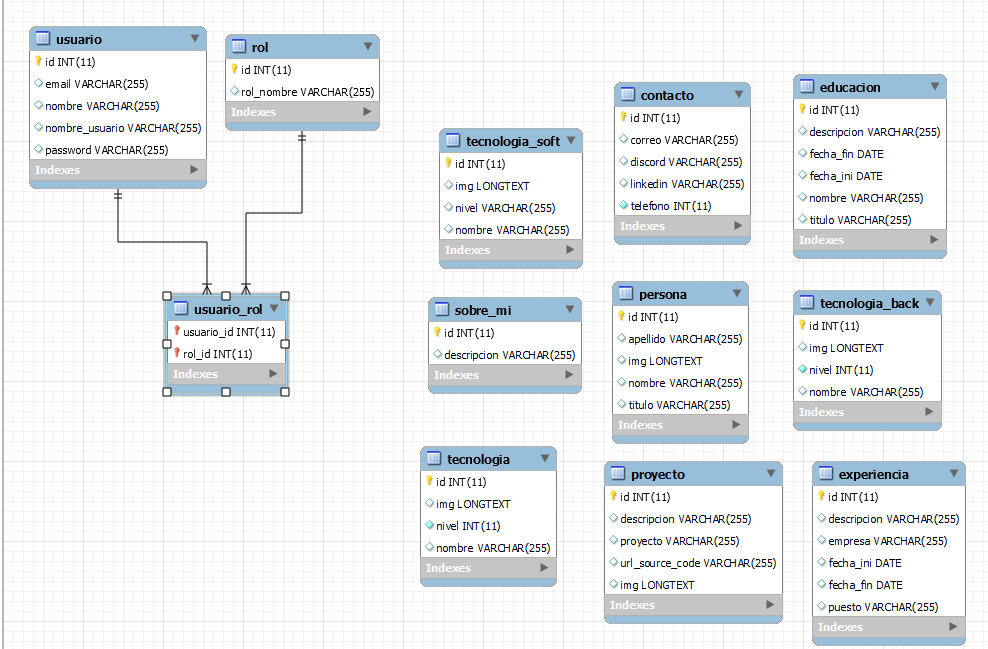 usuario
id INT(11)
email VARCHAR(255)
nombre VARCHAR(255)
nombre_usuario VARCHAR(255)
password VARCHAR(255)
Indexes
rol
id INT(11)
rol_nombre VARCHAR(255)
Indexes
tecnologia_soft
id INT(11)
img LONGTEXT
nivel VARCHAR(255)
nombre VARCHAR(255)
Indexes
contacto
id INT(11)
correo VARCHAR(255)
discord VARCHAR(255)
linkedin VARCHAR(255)
telefono INT(11)
Indexes
educacion
id INT(11)
descripcion VARCHAR(255)
fecha_fin DATE
fecha_ini DATE
nombre VARCHAR(255)
titulo VARCHAR(255)
Indexes
usuario_rol
usuario_id INT(11)
rol_id INT(11)
Indexes
sobre_mi
id INT(11)
descripcion VARCHAR(255)
Indexes
persona
id INT(11)
apellido VARCHAR(255)
img LONGTEXT
nombre VARCHAR(255)
titulo VARCHAR(255)
Indexes
tecnologia_back
id INT(11)
img LONGTEXT
nivel INT(11)
nombre VARCHAR(255)
Indexes
tecnologia
id INT(11)
img LONGTEXT
nivel INT(11)
nombre VARCHAR(255)
Indexes
proyecto
id INT(11)
descripcion VARCHAR(255)
proyecto VARCHAR(255)
url_source_code VARCHAR(255)
img LONGTEXT
Indexes
experiencia
id INT(11)
descripcion VARCHAR(255)
empresa VARCHAR(255)
fecha_ini DATE
fecha_fin DATE
puesto VARCHAR(255)
Indexes